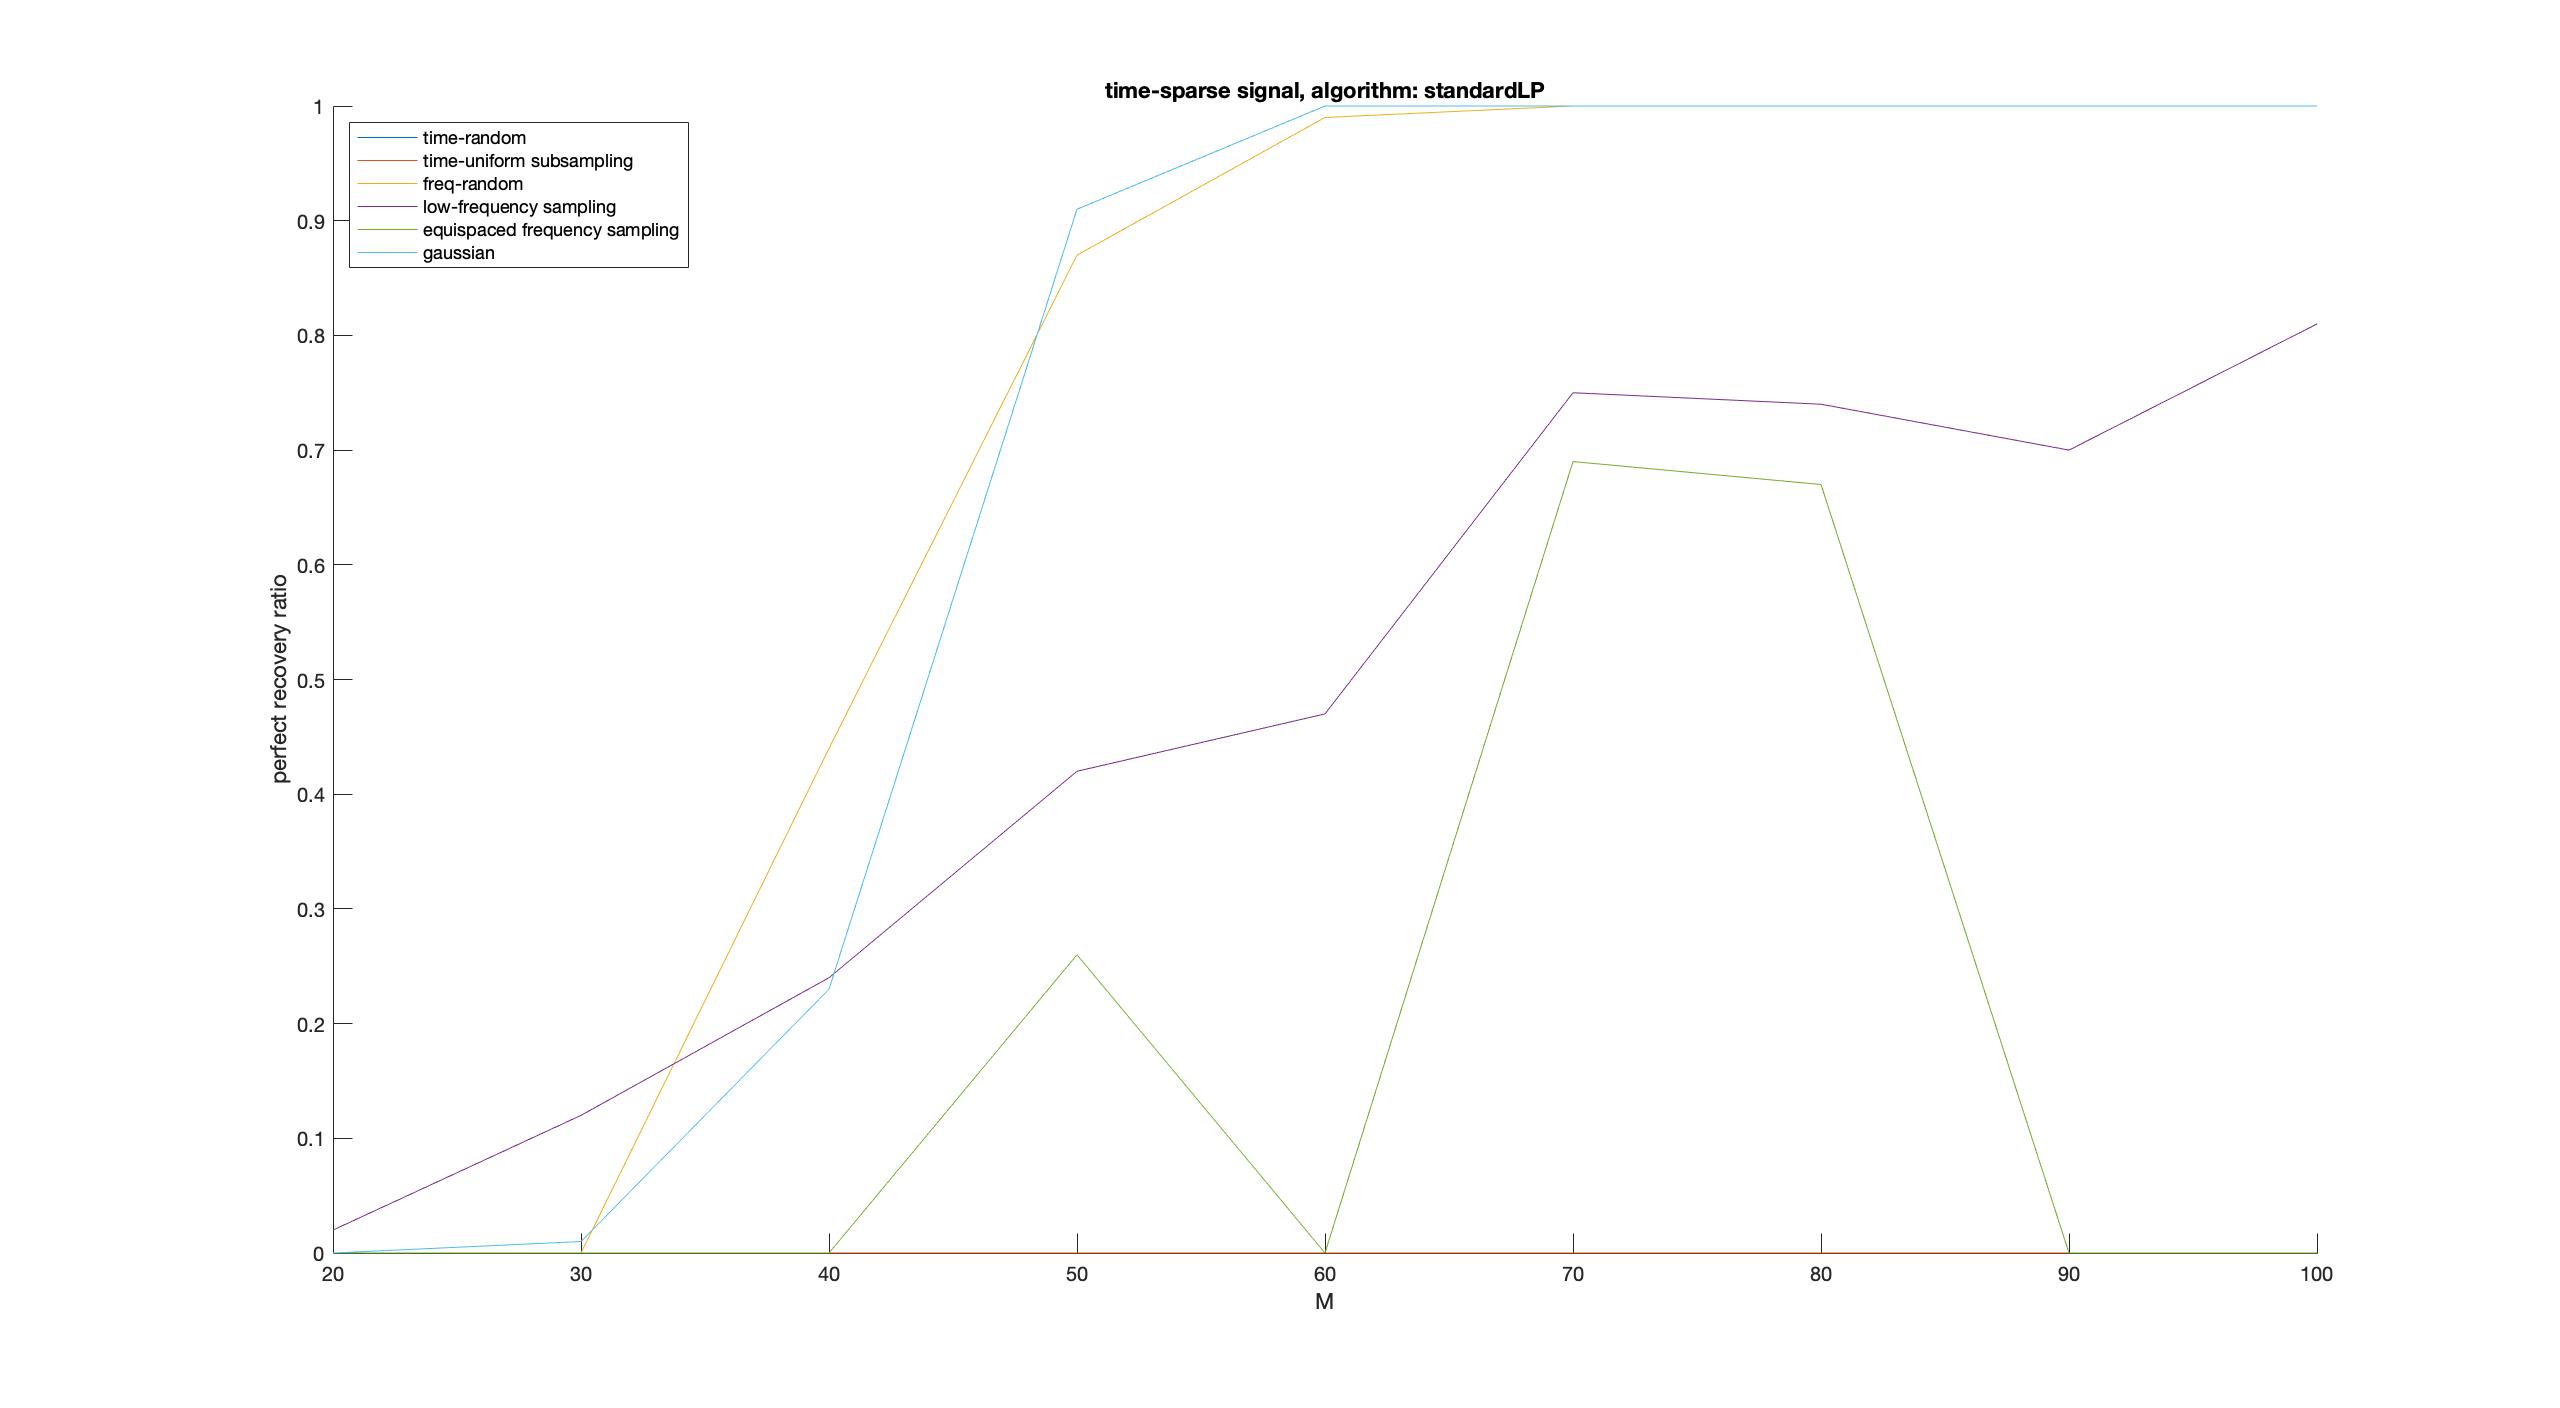 time-sparse signal, algorithm: standardLP
1
time-random
time-uniform subsampling
freq-random
low-frequency sampling
equispaced frequency sampling
gaussian
0.9
0.8
0.7
0.6
0.5
0.4
0.3
0.2
0.1
0
perfect recovery ratio
20 30 40 50 60 70 80 90 100
M